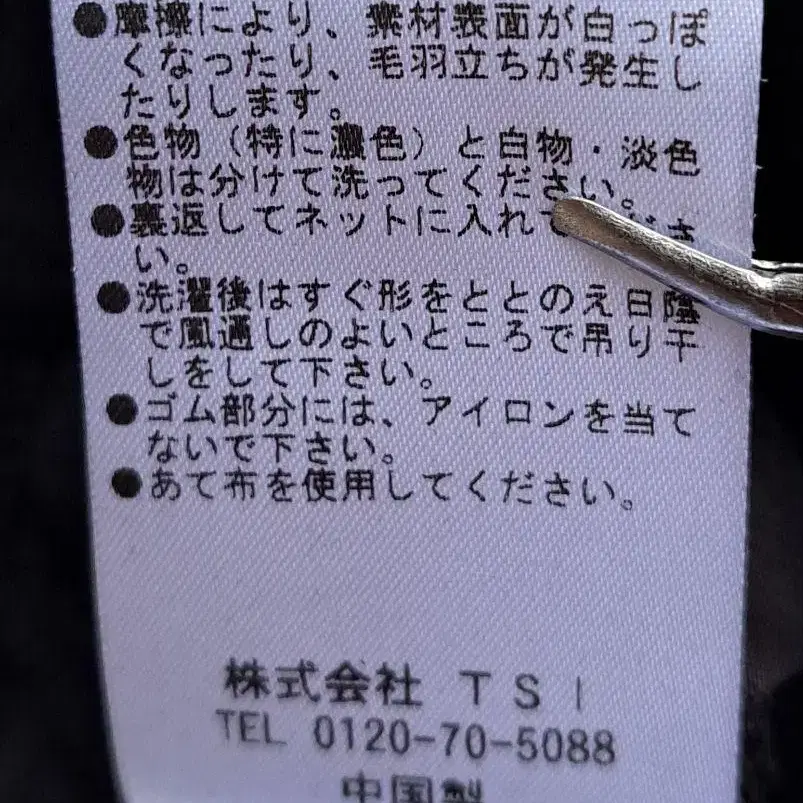 ●摩擦により、素材表面が白っぽ
くなったり、毛羽立ちが発生し
たりします。
●色物（特に濃色）と白物・淡色
物は分けて洗ってください。
●裏返してネットに入れてくださ
い。
●洗濯後はすぐ形をととのえ日陰
で風通しのよいところで吊り干
しをして下さい。
●ゴム部分には、アイロンを当て
ないで下さい。
●あて布を使用してください。
株式会社 ＴＳＩ
TEL 0120-70-5088
中国製